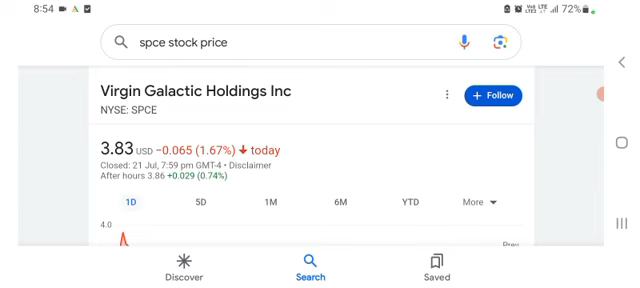 8:54 72%
spce stock price
Virgin Galactic Holdings Inc
+ Follow
NYSE: SPCE
3.83 USD −0.065 (1.67%) ↓ today
Closed: 21 Jul, 7:59 pm GMT-4 • Disclaimer
After hours 3.86 +0.029 (0.74%)
1D 5D 1M 6M YTD More
4.0
Prev
Discover Search Saved